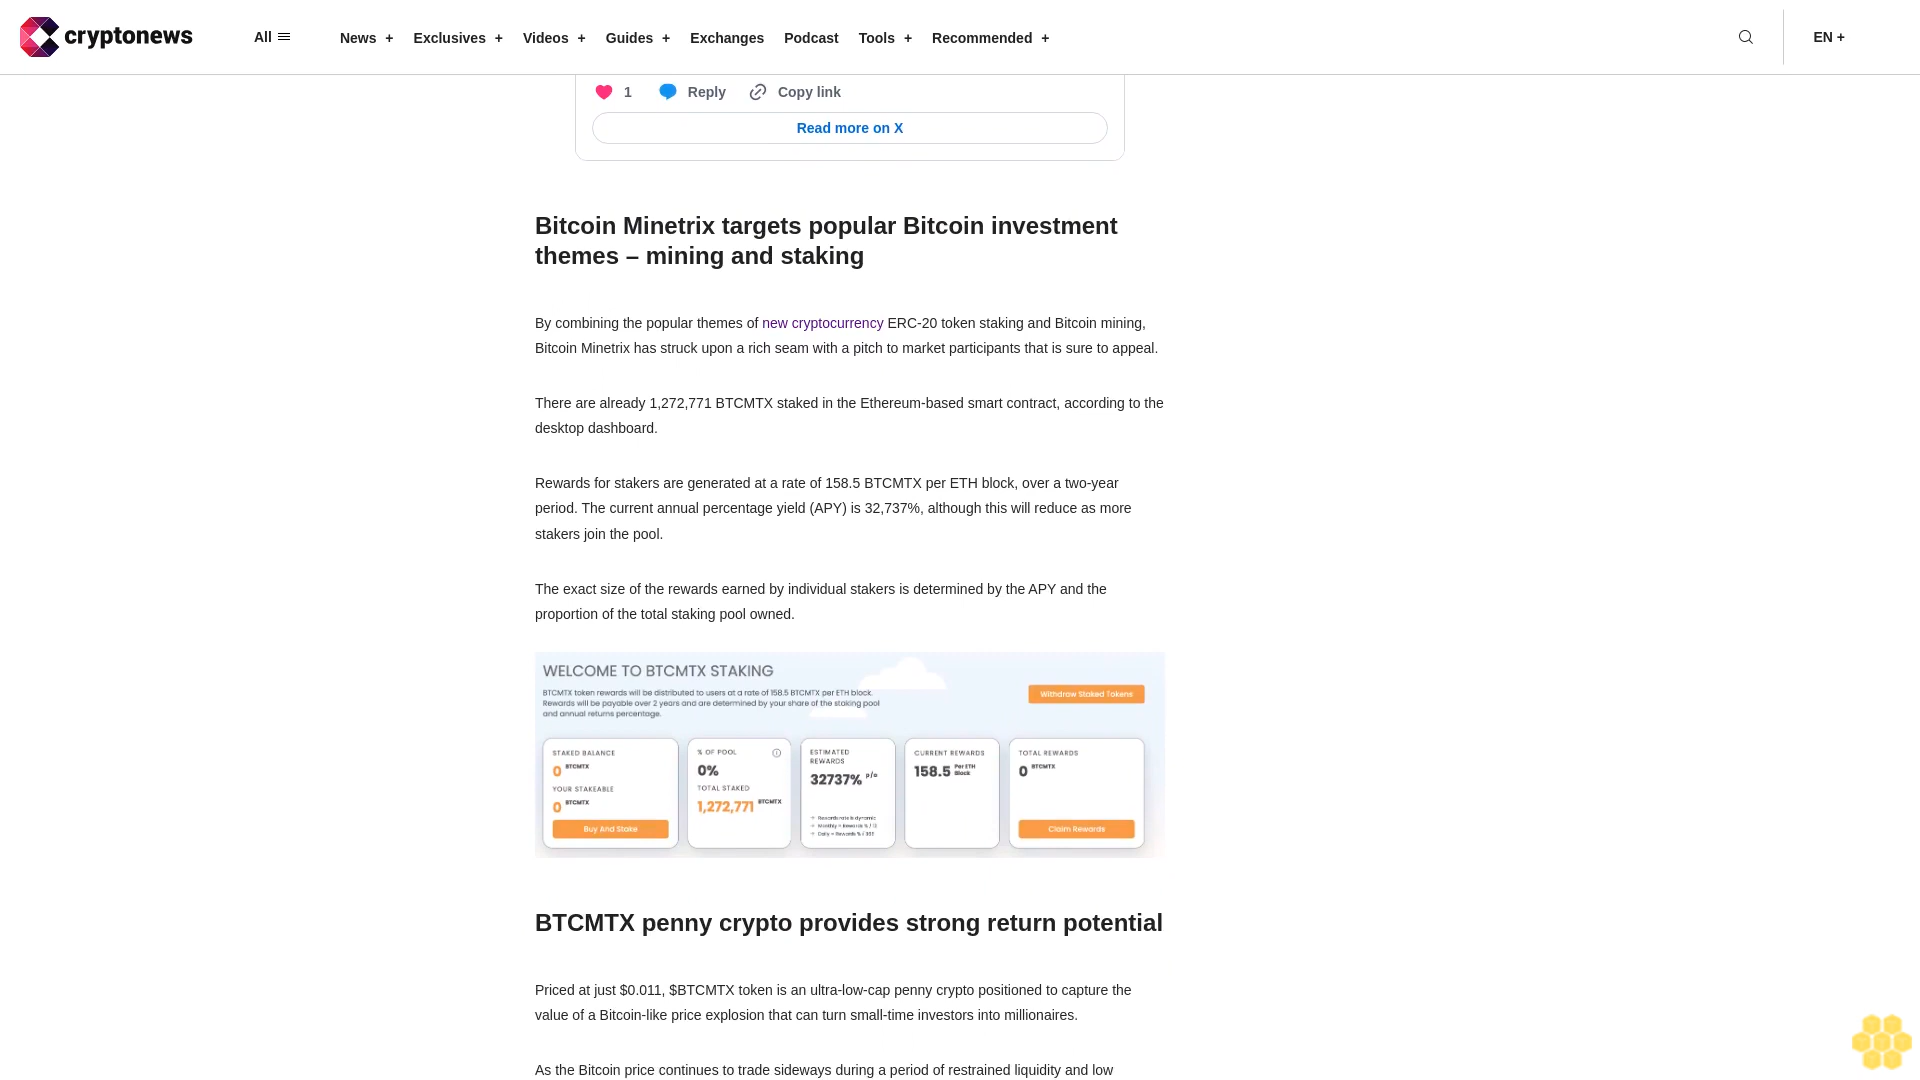 cryptonews
All
News + Exclusives + Videos + Guides + Exchanges Podcast Tools + Recommended +
EN +
1 Reply Copy link
Read more on X
Bitcoin Minetrix targets popular Bitcoin investment
themes – mining and staking
By combining the popular themes of new cryptocurrency ERC-20 token staking and Bitcoin mining,
Bitcoin Minetrix has struck upon a rich seam with a pitch to market participants that is sure to appeal.
There are already 1,272,771 BTCMTX staked in the Ethereum-based smart contract, according to the
desktop dashboard.
Rewards for stakers are generated at a rate of 158.5 BTCMTX per ETH block, over a two-year
period. The current annual percentage yield (APY) is 32,737%, although this will reduce as more
stakers join the pool.
The exact size of the rewards earned by individual stakers is determined by the APY and the
proportion of the total staking pool owned.
WELCOME TO BTCMTX STAKING
BTCMTX token rewards will be distributed to users at a rate of 158.5 BTCMTX per ETH block.
Rewards will be payable over 2 years and are determined by your share of the staking pool
and annual returns percentage.
Withdraw Staked Tokens
STAKED BALANCE
0 BTCMTX
YOUR STAKEABLE
0 BTCMTX
Buy And Stake
% OF POOL
0%
TOTAL STAKED
1,272,771 BTCMTX
ESTIMATED
REWARDS
32737% p/a
Rewards rate is dynamic
Monthly = Rewards % / 12
Daily = Rewards % / 365
CURRENT REWARDS
158.5 Per ETH
Block
TOTAL REWARDS
0 BTCMTX
Claim Rewards
BTCMTX penny crypto provides strong return potential
Priced at just $0.011, $BTCMTX token is an ultra-low-cap penny crypto positioned to capture the
value of a Bitcoin-like price explosion that can turn small-time investors into millionaires.
As the Bitcoin price continues to trade sideways during a period of restrained liquidity and low